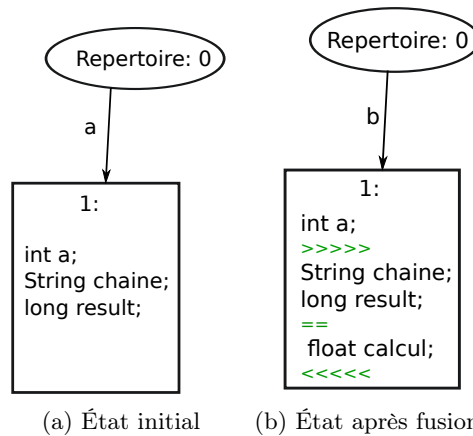 Repertoire: 0
a
1:
int a;
String chaine;
long result;
(a) État initial
Repertoire: 0
b
1:
int a;
>>>>>
String chaine;
long result;
==
float calcul;
<<<<<
(b) État après fusion